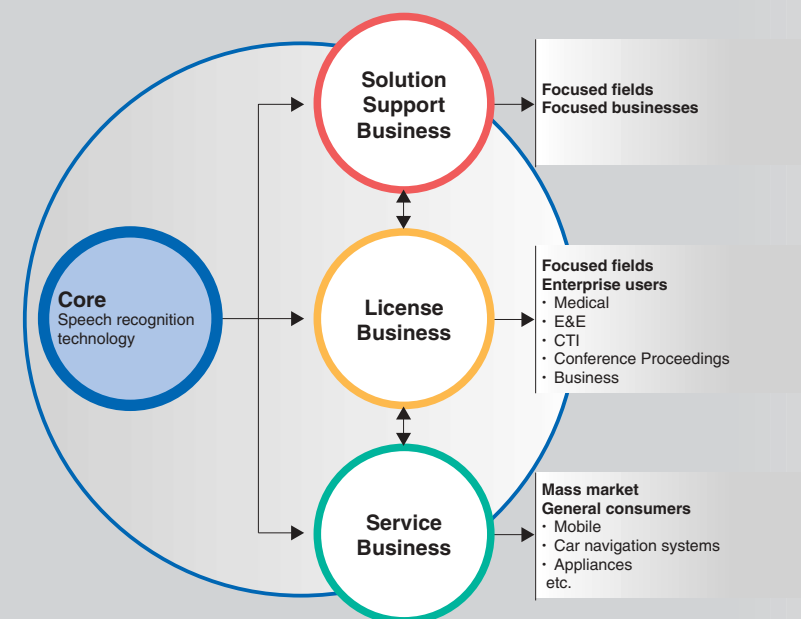 Solution
Support
Business
Focused fields
Focused businesses
Core
Speech recognition
technology
License
Business
Focused fields
Enterprise users
・ Medical
・ E&E
・ CTI
・ Conference Proceedings
・ Business
Service
Business
Mass market
General consumers
・ Mobile
・ Car navigation systems
・ Appliances
etc.